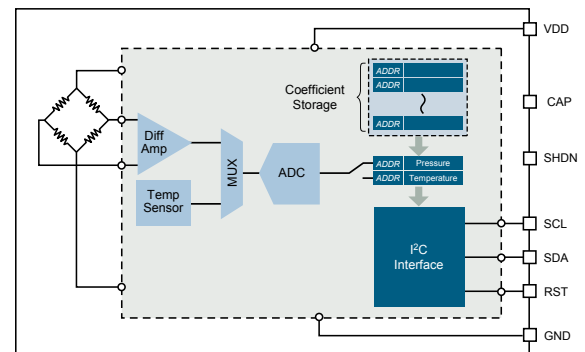 VDD
CAP
SHDN
SCL
SDA
RST
GND
Coefficient
Storage
ADDR
ADDR
ADDR
ADDR Pressure
ADDR Temperature
Diff
Amp
Temp
Sensor
MUX
ADC
I²C
Interface